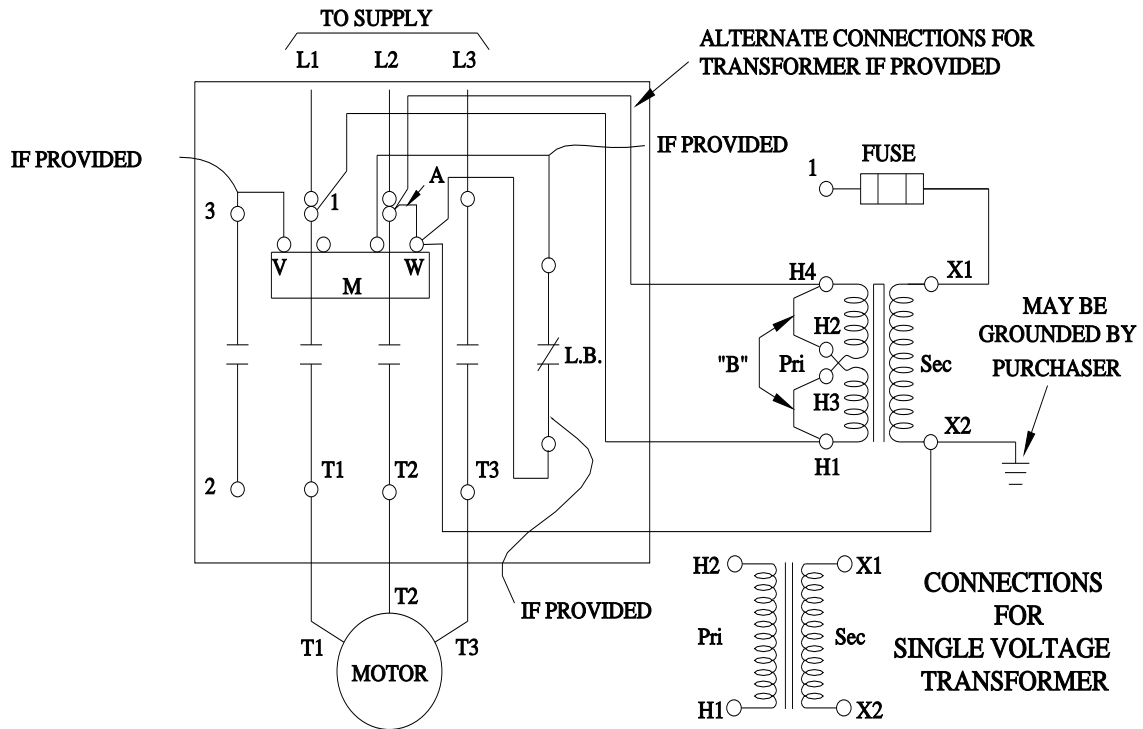 TO SUPPLY
L1 L2 L3
ALTERNATE CONNECTIONS FOR
TRANSFORMER IF PROVIDED
IF PROVIDED
IF PROVIDED
FUSE
1
A
3
1
V
W
M
H4
X1
H2
"B"
Pri
Sec
H3
H1
X2
MAY BE
GROUNDED BY
PURCHASER
L.B.
2
T1
T2
T3
IF PROVIDED
T2
T1
T3
MOTOR
H2
X1
Pri
Sec
H1
X2
CONNECTIONS
FOR
SINGLE VOLTAGE
TRANSFORMER